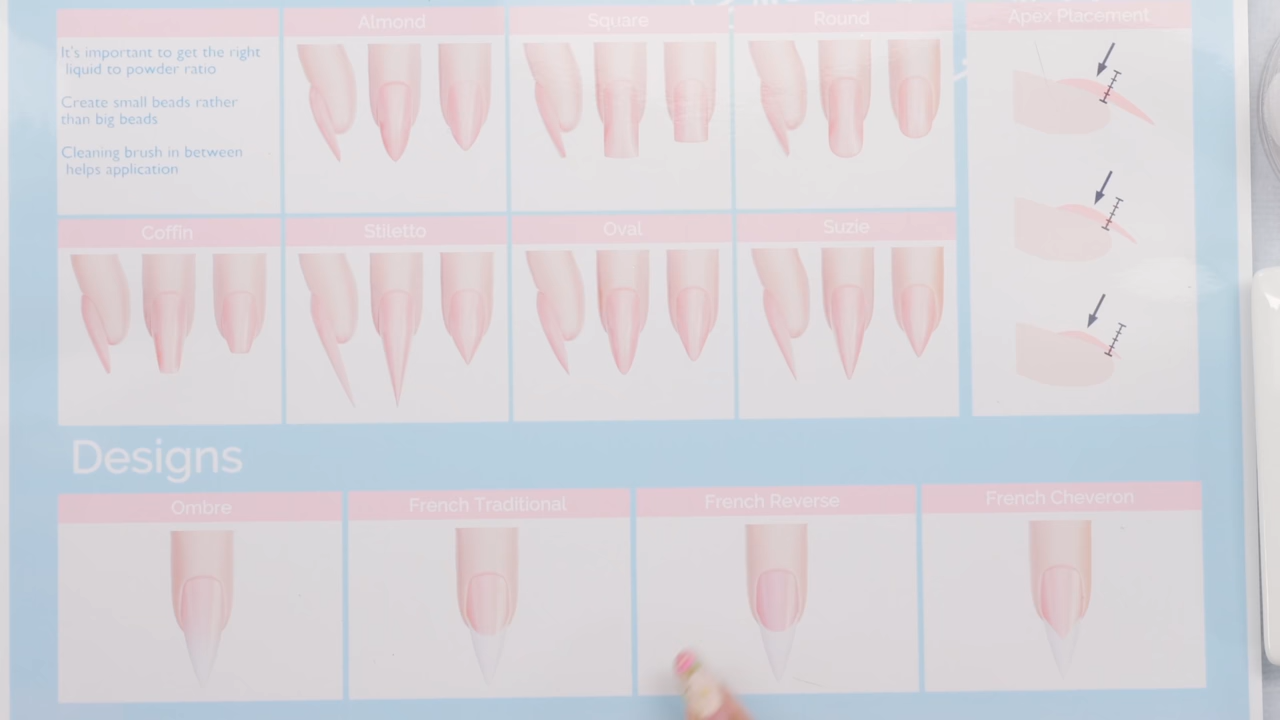 Almond
Square
Round
Apex Placement
It's important to get the right
liquid to powder ratio
Create small beads rather
than big beads
Cleaning brush in between
helps application
Coffin
Stiletto
Oval
Suzie
Designs
Ombre
French Traditional
French Reverse
French Cheveron